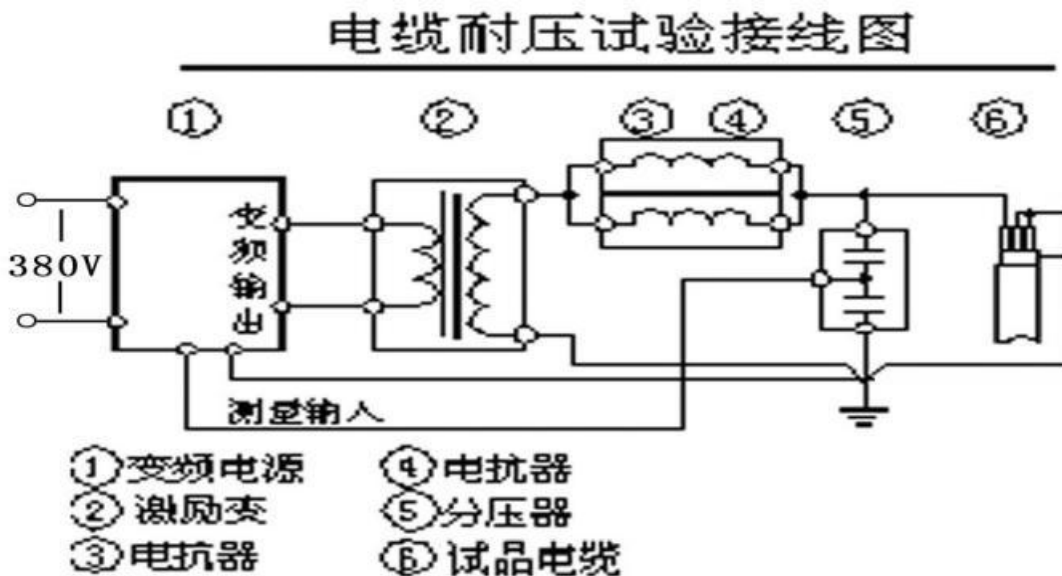 电缆耐压试验接线图
① ② ③ ④ ⑤ ⑥
380V
变频输出
测量输入
①变频电源 ④电抗器
②激励变 ⑤分压器
③电抗器 ⑥试品电缆